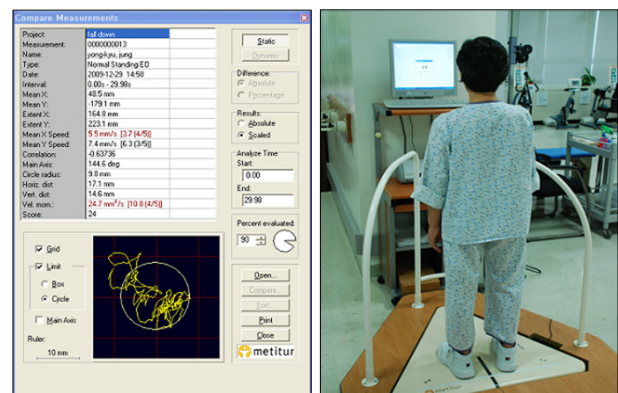 Compare Measurements
Project: fall down
Measurement: 0000000013
Name: yong-kyu, jung
Type: Normal Standing EO
Date: 2009-12-29 14:58
Interval: 0.00s - 29.98s
Mean X: 48.5 mm
Mean Y: -179.1 mm
Extent X: 164.8 mm
Extent Y: 223.1 mm
Mean X Speed: 5.5 mm/s [3.7 (4/5)]
Mean Y Speed: 7.4 mm/s [6.3 (3/5)]
Correlation: -0.63736
Main Axis: 144.6 deg
Circle radius: 9.8 mm
Horiz. dist: 17.1 mm
Vert. dist: 14.6 mm
Vel. mom.: 24.7 mm²/s [10.8 (4/5)]
Score: 24
Static
Dynamic
Difference:
Absolute
Percentage
Results:
Absolute
Scaled
Analyze Time
Start:
0.00
End:
29.98
Percent evaluated:
90
Grid
Limit
Box
Circle
Main Axis
Ruler:
10 mm
Open...
Compare...
Sort...
Print
Close
metitur
metitur